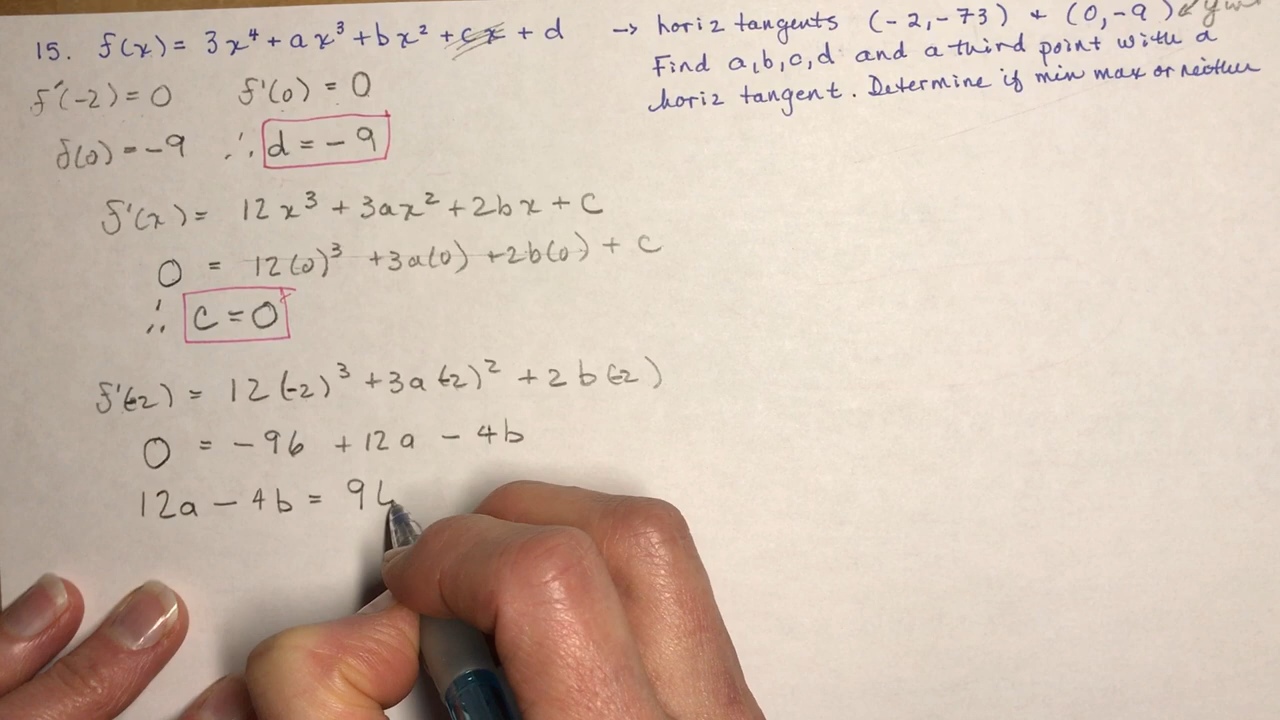 15. f(x) = 3x⁴ + ax³ + bx² + cx + d → horiz tangents (-2,-73) + (0,-9)
Find a,b,c,d and a third point with a
horiz tangent. Determine if min max or neither
f'(-2) = 0 f'(0) = 0
f(0) = -9 ∴ d = -9
f'(x) = 12x³ + 3ax² + 2bx + c
0 = 12(0)³ + 3a(0) + 2b(0) + c
∴ c = 0
f'(-2) = 12(-2)³ + 3a(-2)² + 2b(-2)
0 = -96 + 12a - 4b
12a - 4b = 96